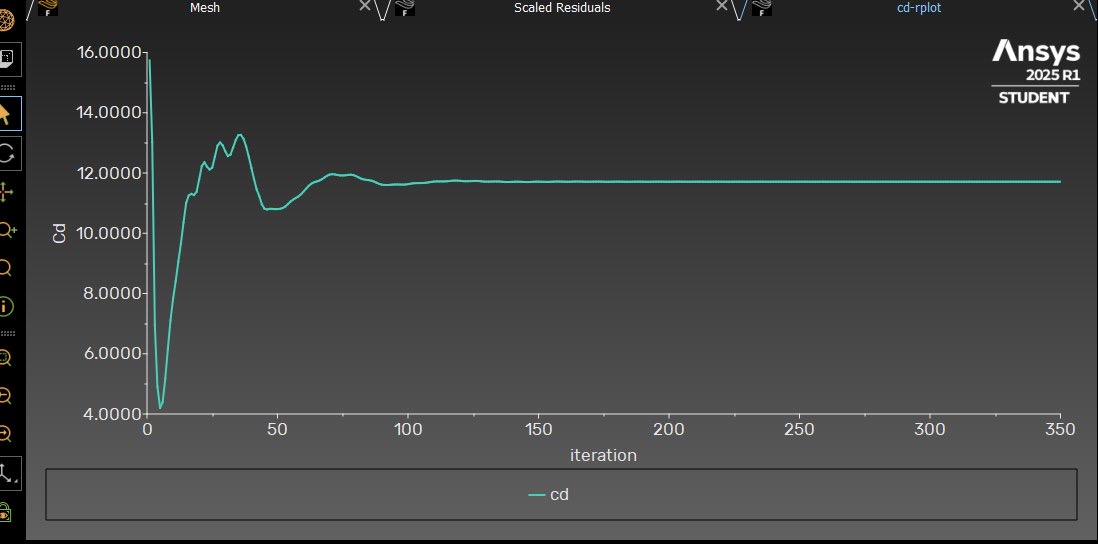 Mesh
Scaled Residuals
cd-rplot
F
F
F
Ansys
2025 R1
STUDENT
16.0000
14.0000
12.0000
10.0000
8.0000
6.0000
4.0000
Cd
0 50 100 150 200 250 300 350
iteration
cd